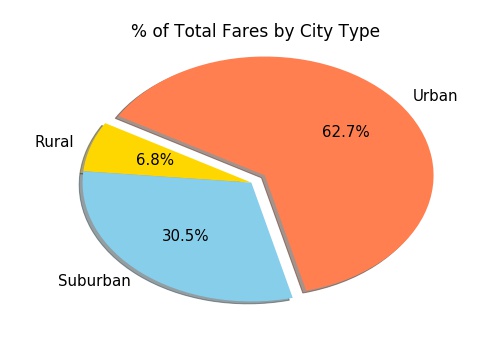 % of Total Fares by City Type
Urban
62.7%
Rural
6.8%
30.5%
Suburban